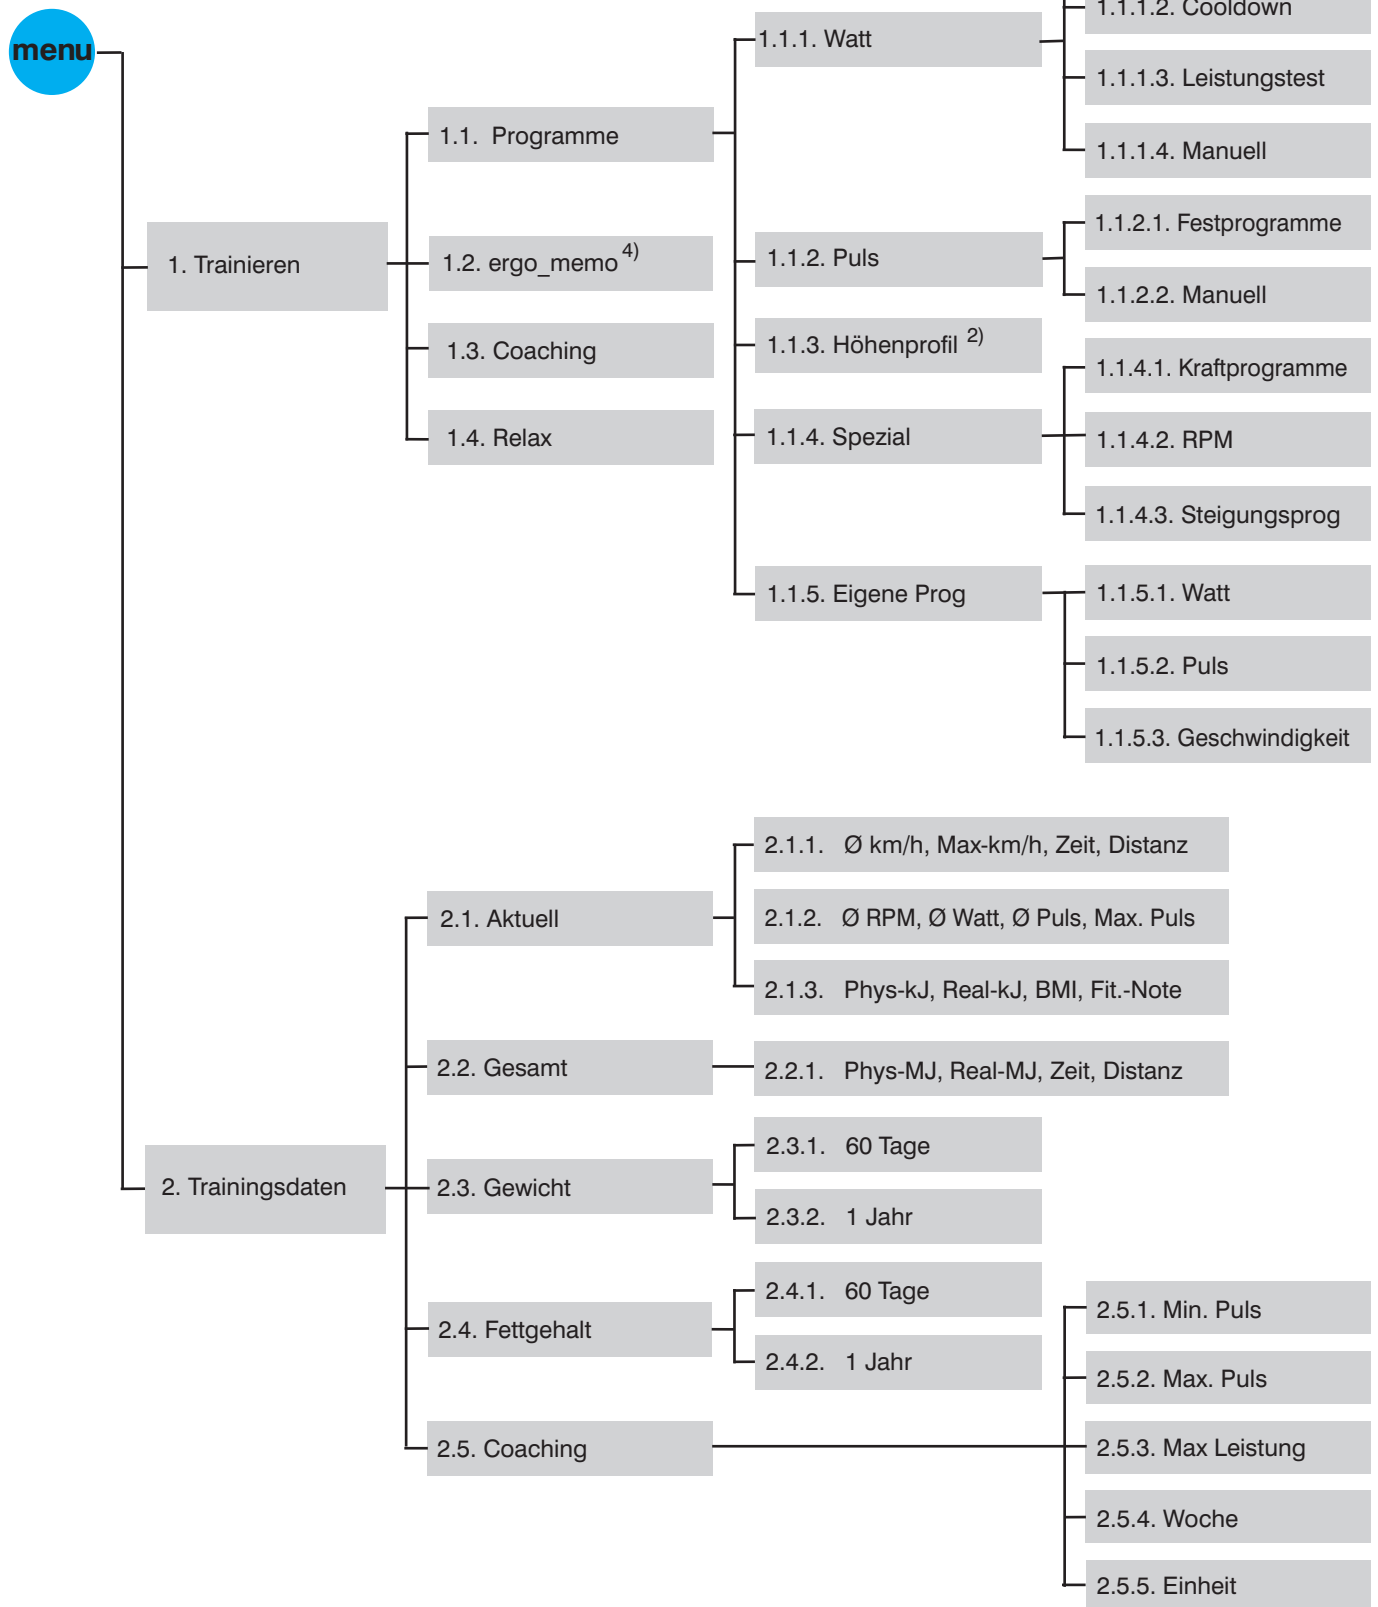 menu
1. Trainieren
1.1. Programme
1.1.1. Watt
1.1.1.2. Cooldown
1.1.1.3. Leistungstest
1.1.1.4. Manuell
1.1.2. Puls
1.1.2.1. Festprogramme
1.1.2.2. Manuell
1.1.3. Höhenprofil 2)
1.1.4. Spezial
1.1.4.1. Kraftprogramme
1.1.4.2. RPM
1.1.4.3. Steigungsprog
1.1.5. Eigene Prog
1.1.5.1. Watt
1.1.5.2. Puls
1.1.5.3. Geschwindigkeit
1.2. ergo_memo 4)
1.3. Coaching
1.4. Relax
2. Trainingsdaten
2.1. Aktuell
2.1.1. Ø km/h, Max-km/h, Zeit, Distanz
2.1.2. Ø RPM, Ø Watt, Ø Puls, Max. Puls
2.1.3. Phys-kJ, Real-kJ, BMI, Fit.-Note
2.2. Gesamt
2.2.1. Phys-MJ, Real-MJ, Zeit, Distanz
2.3. Gewicht
2.3.1. 60 Tage
2.3.2. 1 Jahr
2.4. Fettgehalt
2.4.1. 60 Tage
2.4.2. 1 Jahr
2.5. Coaching
2.5.1. Min. Puls
2.5.2. Max. Puls
2.5.3. Max Leistung
2.5.4. Woche
2.5.5. Einheit